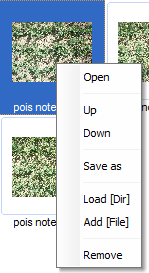 pois note
Open
Up
Down
Save as
Load [Dir]
Add [File]
Remove
pois note